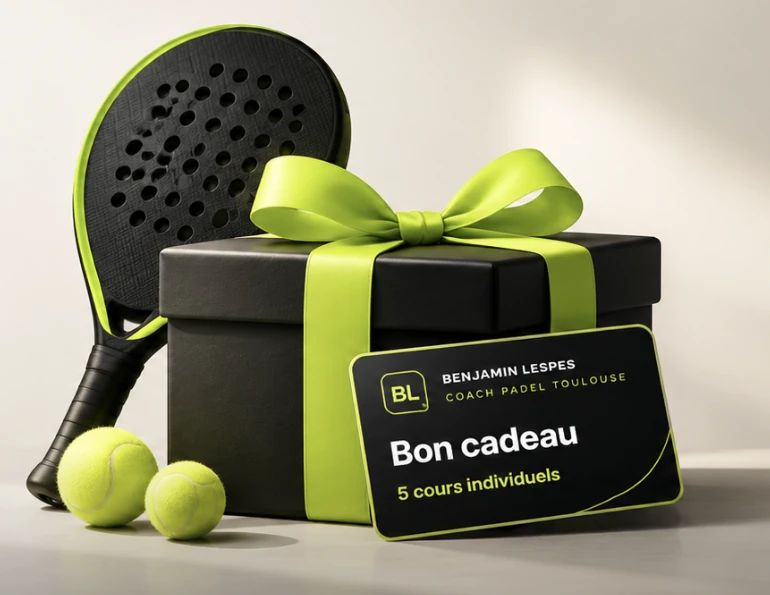 BL
BENJAMIN LESPES
COACH PADEL TOULOUSE
Bon cadeau
5 cours individuels